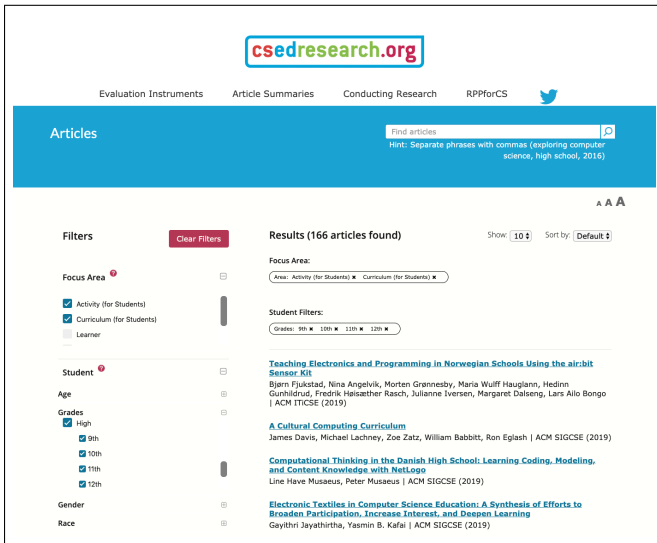 csedresearch.org
Evaluation Instruments Article Summaries Conducting Research RPPforCS
Articles
Find articles
Hint: Separate phrases with commas (exploring computer
science, high school, 2016)
A A A
Filters
Clear Filters
Focus Area ?
Activity (for Students)
Curriculum (for Students)
Learner
Student ?
Age
Grades
High
9th
10th
11th
12th
Gender
Race
Results (166 articles found)
Show: 10
Sort by: Default
Focus Area:
Area: Activity (for Students) ✖ Curriculum (for Students) ✖
Student Filters:
Grades: 9th ✖ 10th ✖ 11th ✖ 12th ✖
Teaching Electronics and Programming in Norwegian Schools Using the air:bit
Sensor Kit
Bjørn Fjukstad, Nina Angelvik, Morten Grønnesby, Maria Wulff Hauglann, Hedinn
Gunhildrud, Fredrik Høisæther Rasch, Julianne Iversen, Margaret Dalseng, Lars Ailo Bongo
| ACM ITiCSE (2019)
A Cultural Computing Curriculum
James Davis, Michael Lachney, Zoe Zatz, William Babbitt, Ron Eglash | ACM SIGCSE (2019)
Computational Thinking in the Danish High School: Learning Coding, Modeling,
and Content Knowledge with NetLogo
Line Have Musaeus, Peter Musaeus | ACM SIGCSE (2019)
Electronic Textiles in Computer Science Education: A Synthesis of Efforts to
Broaden Participation, Increase Interest, and Deepen Learning
Gayithri Jayathirtha, Yasmin B. Kafai | ACM SIGCSE (2019)